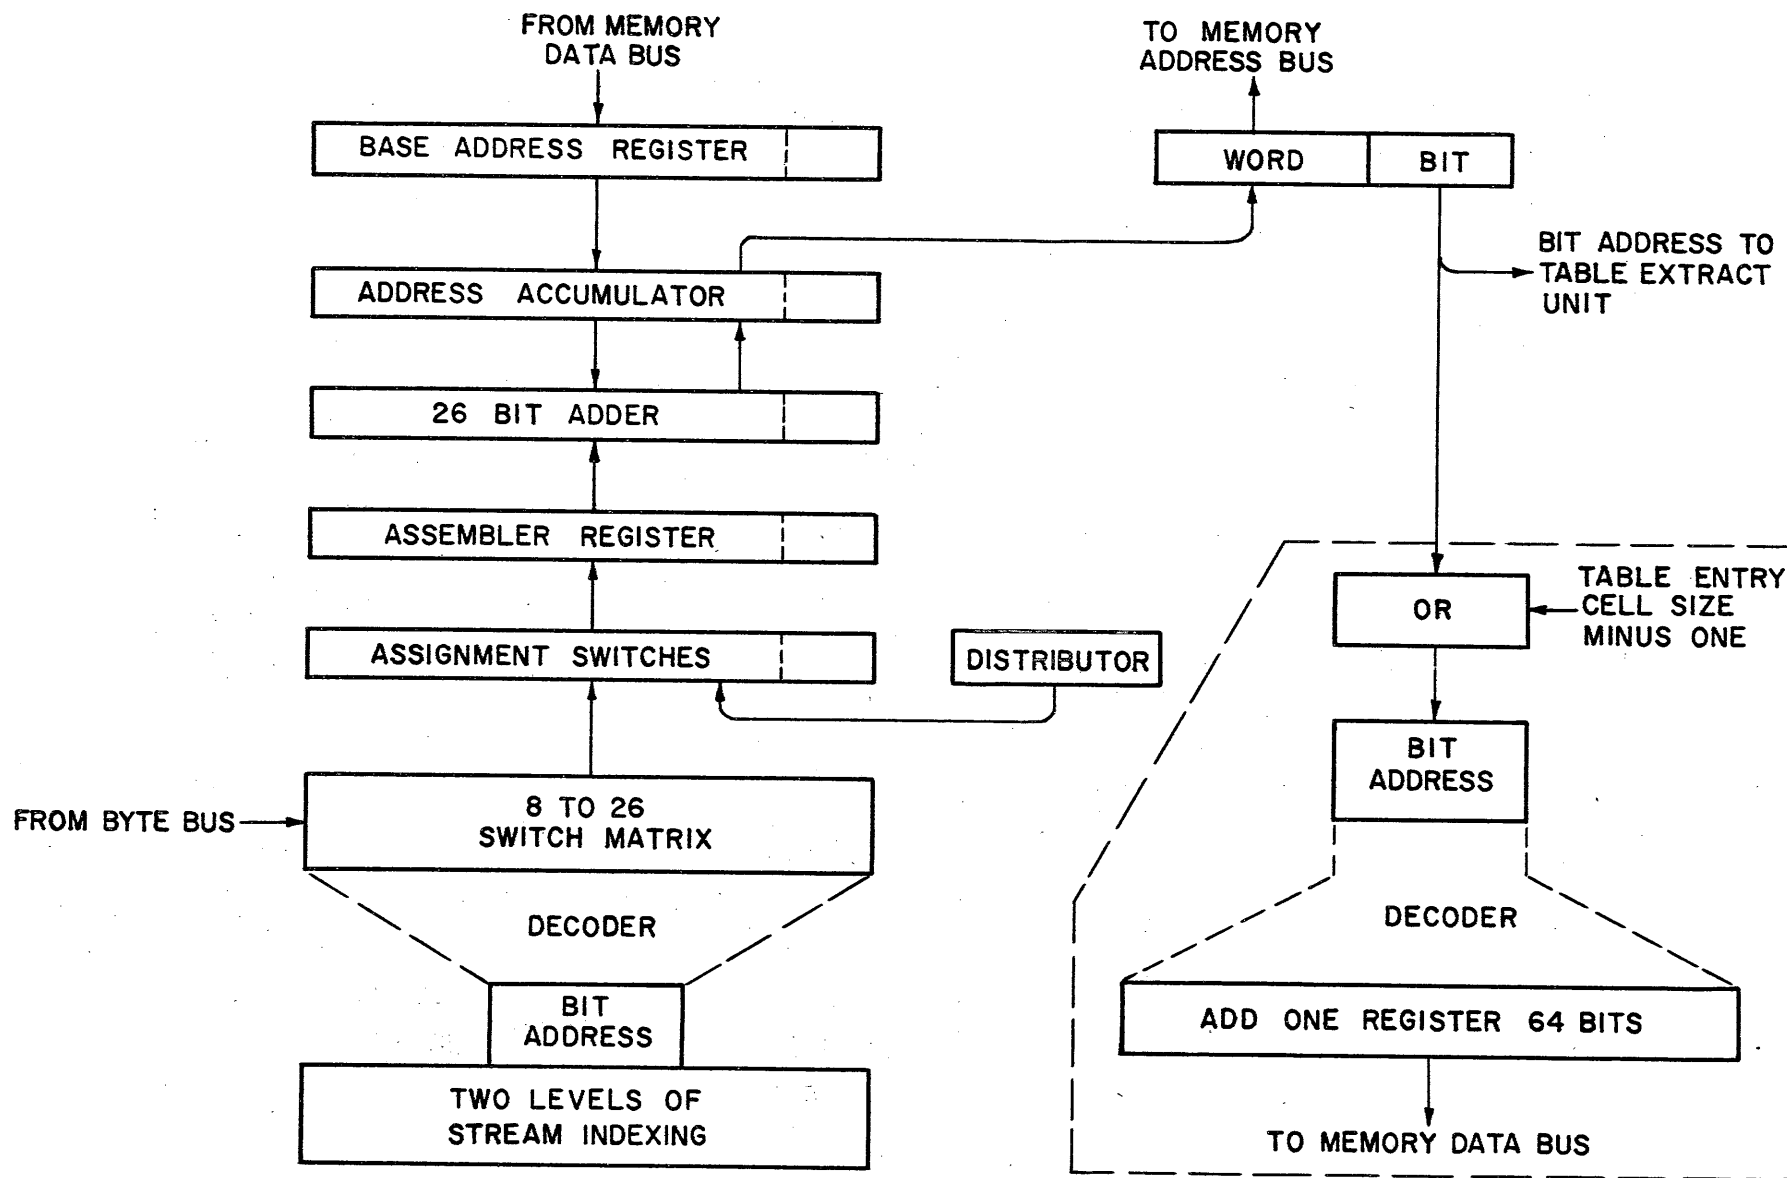 FROM MEMORY
DATA BUS
BASE ADDRESS REGISTER
ADDRESS ACCUMULATOR
26 BIT ADDER
ASSEMBLER REGISTER
ASSIGNMENT SWITCHES
DISTRIBUTOR
FROM BYTE BUS
8 TO 26
SWITCH MATRIX
DECODER
BIT
ADDRESS
TWO LEVELS OF
STREAM INDEXING
TO MEMORY
ADDRESS BUS
WORD
BIT
BIT ADDRESS TO
TABLE EXTRACT
UNIT
OR
TABLE ENTRY
CELL SIZE
MINUS ONE
BIT
ADDRESS
DECODER
ADD ONE REGISTER 64 BITS
TO MEMORY DATA BUS